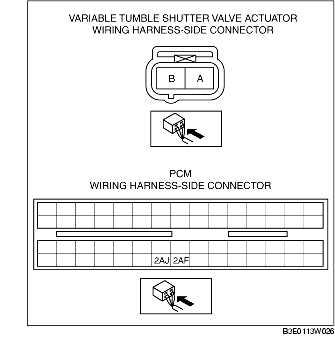 VARIABLE TUMBLE SHUTTER VALVE ACTUATOR
WIRING HARNESS-SIDE CONNECTOR
B A
PCM
WIRING HARNESS-SIDE CONNECTOR
2AJ 2AF
B3E0113W026